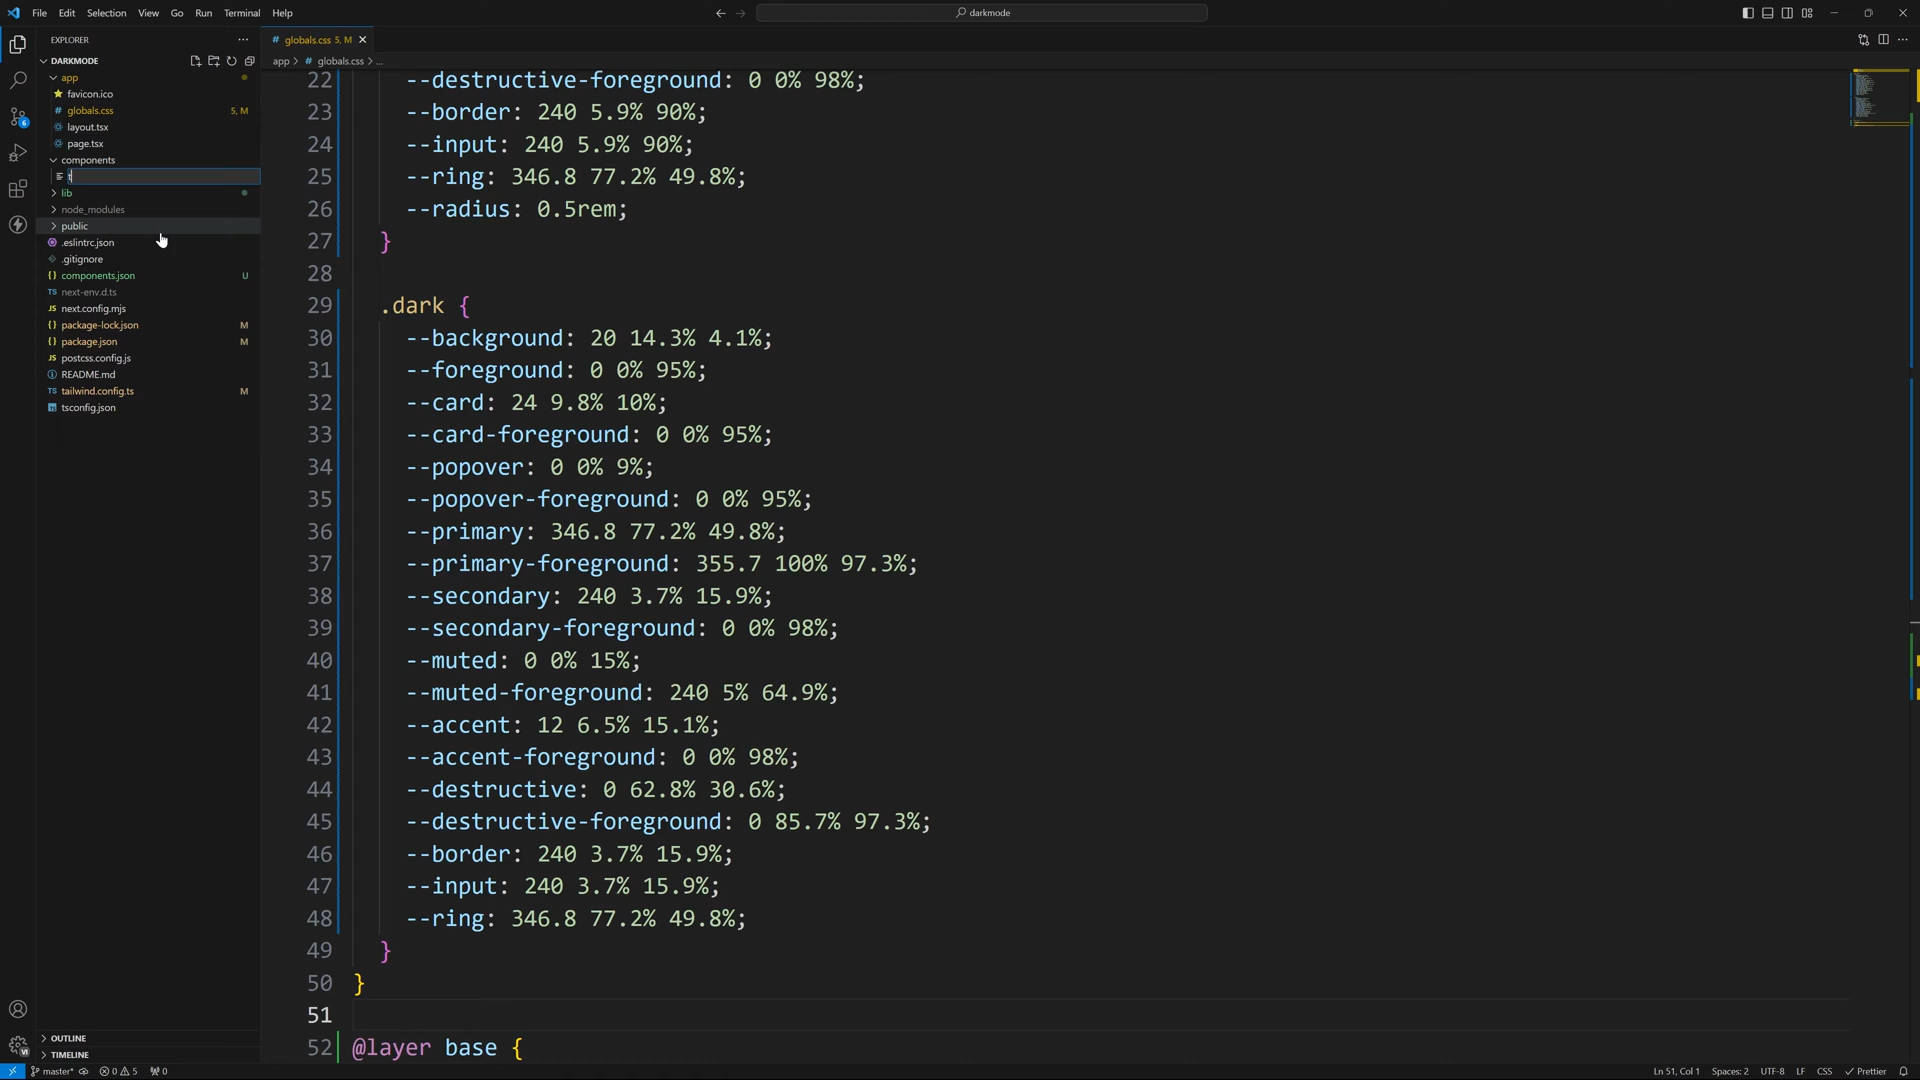 File Edit Selection View Go Run Terminal Help
darkmode
EXPLORER
DARKMODE
app
favicon.ico
globals.css 5, M
layout.tsx
page.tsx
components
t
lib
node_modules
public
.eslintrc.json
.gitignore
components.json U
TS next-env.d.ts
JS next.config.mjs
package-lock.json M
package.json M
JS postcss.config.js
README.md
TS tailwind.config.ts M
tsconfig.json
OUTLINE
TIMELINE
# globals.css 5, M
app > # globals.css > ...
22 --destructive-foreground: 0 0% 98%;
23 --border: 240 5.9% 90%;
24 --input: 240 5.9% 90%;
25 --ring: 346.8 77.2% 49.8%;
26 --radius: 0.5rem;
27 }
28
29 .dark {
30 --background: 20 14.3% 4.1%;
31 --foreground: 0 0% 95%;
32 --card: 24 9.8% 10%;
33 --card-foreground: 0 0% 95%;
34 --popover: 0 0% 9%;
35 --popover-foreground: 0 0% 95%;
36 --primary: 346.8 77.2% 49.8%;
37 --primary-foreground: 355.7 100% 97.3%;
38 --secondary: 240 3.7% 15.9%;
39 --secondary-foreground: 0 0% 98%;
40 --muted: 0 0% 15%;
41 --muted-foreground: 240 5% 64.9%;
42 --accent: 12 6.5% 15.1%;
43 --accent-foreground: 0 0% 98%;
44 --destructive: 0 62.8% 30.6%;
45 --destructive-foreground: 0 85.7% 97.3%;
46 --border: 240 3.7% 15.9%;
47 --input: 240 3.7% 15.9%;
48 --ring: 346.8 77.2% 49.8%;
49 }
50 }
51
52 @layer base {
master* 0 5 0 Ln 51, Col 1 Spaces: 2 UTF-8 LF CSS Prettier